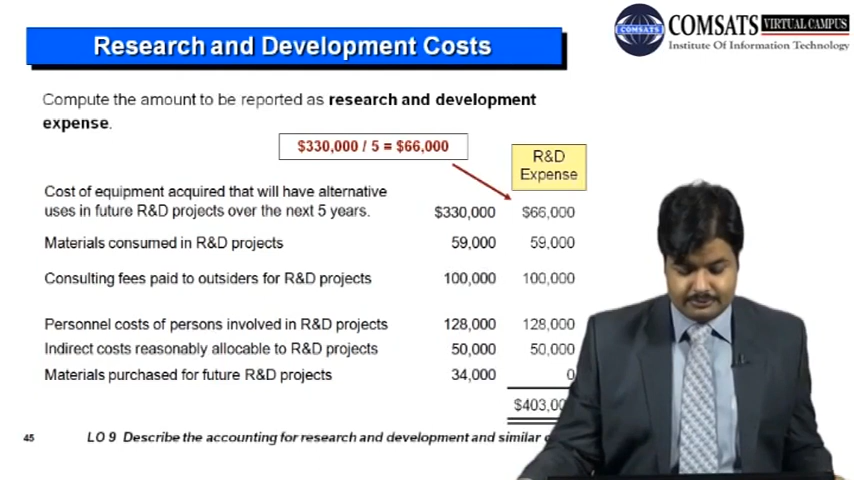 COMSATS
COMSATS VIRTUAL CAMPUS
Institute Of Information Technology
Research and Development Costs
Compute the amount to be reported as research and development
expense.
$330,000 / 5 = $66,000
R&D
Expense
Cost of equipment acquired that will have alternative
uses in future R&D projects over the next 5 years. $330,000 $66,000
Materials consumed in R&D projects 59,000 59,000
Consulting fees paid to outsiders for R&D projects 100,000 100,000
Personnel costs of persons involved in R&D projects 128,000 128,000
Indirect costs reasonably allocable to R&D projects 50,000 50,000
Materials purchased for future R&D projects 34,000 0
$403,00
45 LO 9 Describe the accounting for research and development and similar